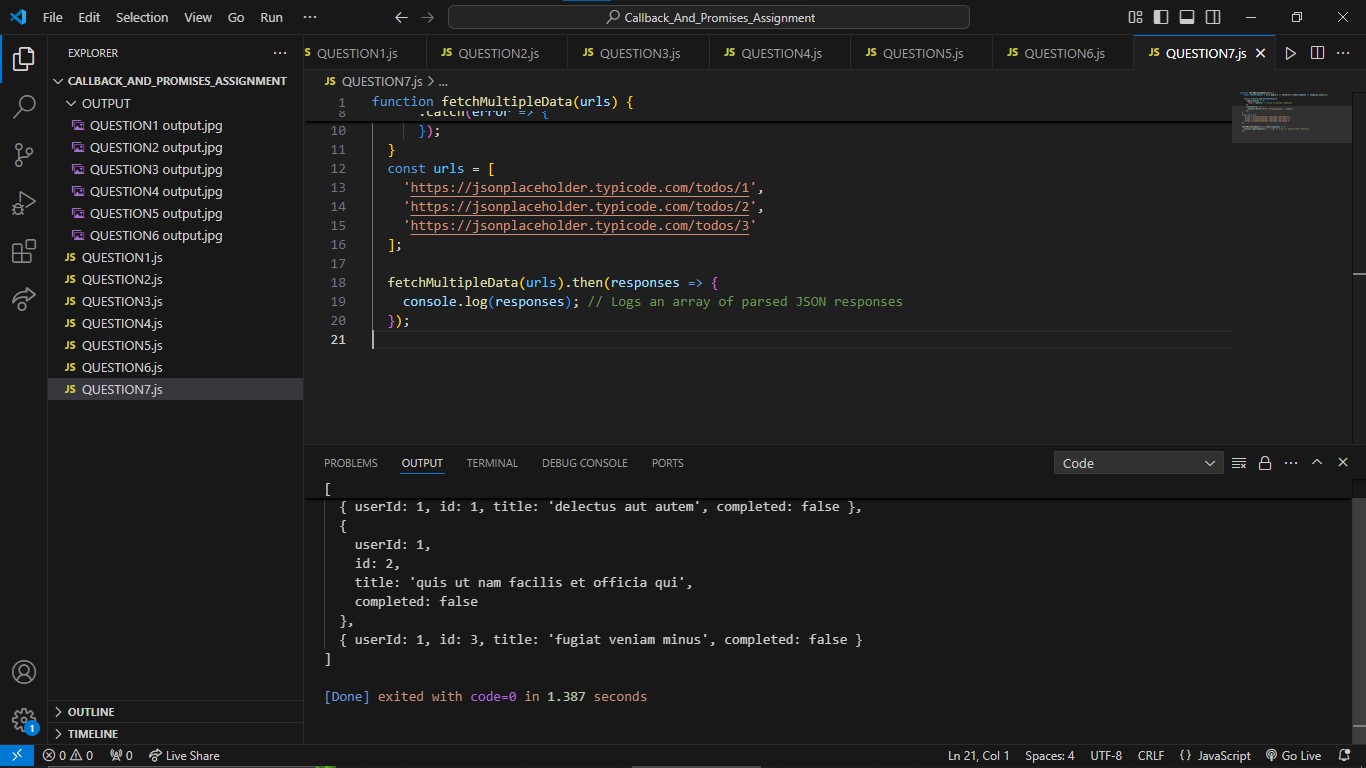 File Edit Selection View Go Run ··· Callback_And_Promises_Assignment
EXPLORER ···
CALLBACK_AND_PROMISES_ASSIGNMENT
OUTPUT
QUESTION1 output.jpg
QUESTION2 output.jpg
QUESTION3 output.jpg
QUESTION4 output.jpg
QUESTION5 output.jpg
QUESTION6 output.jpg
JS QUESTION1.js
JS QUESTION2.js
JS QUESTION3.js
JS QUESTION4.js
JS QUESTION5.js
JS QUESTION6.js
JS QUESTION7.js
OUTLINE
TIMELINE
1
S QUESTION1.js JS QUESTION2.js JS QUESTION3.js JS QUESTION4.js JS QUESTION5.js JS QUESTION6.js JS QUESTION7.js ···
JS QUESTION7.js > ...
1 function fetchMultipleData(urls) {
8 .catch(error => {
10 });
11 }
12 const urls = [
13 'https://jsonplaceholder.typicode.com/todos/1',
14 'https://jsonplaceholder.typicode.com/todos/2',
15 'https://jsonplaceholder.typicode.com/todos/3'
16 ];
17
18 fetchMultipleData(urls).then(responses => {
19 console.log(responses); // Logs an array of parsed JSON responses
20 });
21
PROBLEMS OUTPUT TERMINAL DEBUG CONSOLE PORTS Code ···
[
{ userId: 1, id: 1, title: 'delectus aut autem', completed: false },
{
userId: 1,
id: 2,
title: 'quis ut nam facilis et officia qui',
completed: false
},
{ userId: 1, id: 3, title: 'fugiat veniam minus', completed: false }
]
[Done] exited with code=0 in 1.387 seconds
0 0 0 Live Share Ln 21, Col 1 Spaces: 4 UTF-8 CRLF {} JavaScript Go Live